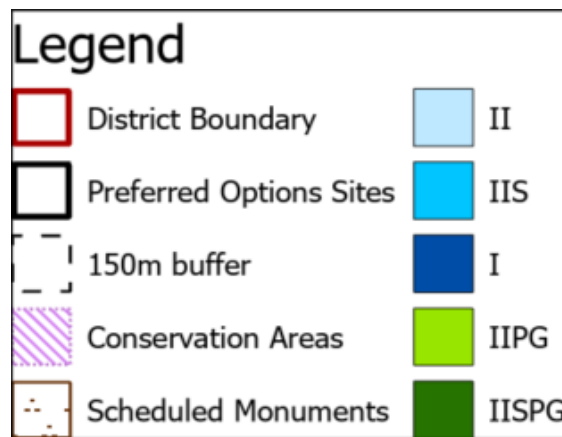 Legend
District Boundary
Preferred Options Sites
150m buffer
Conservation Areas
Scheduled Monuments
II
IIS
I
IIPG
IISPG